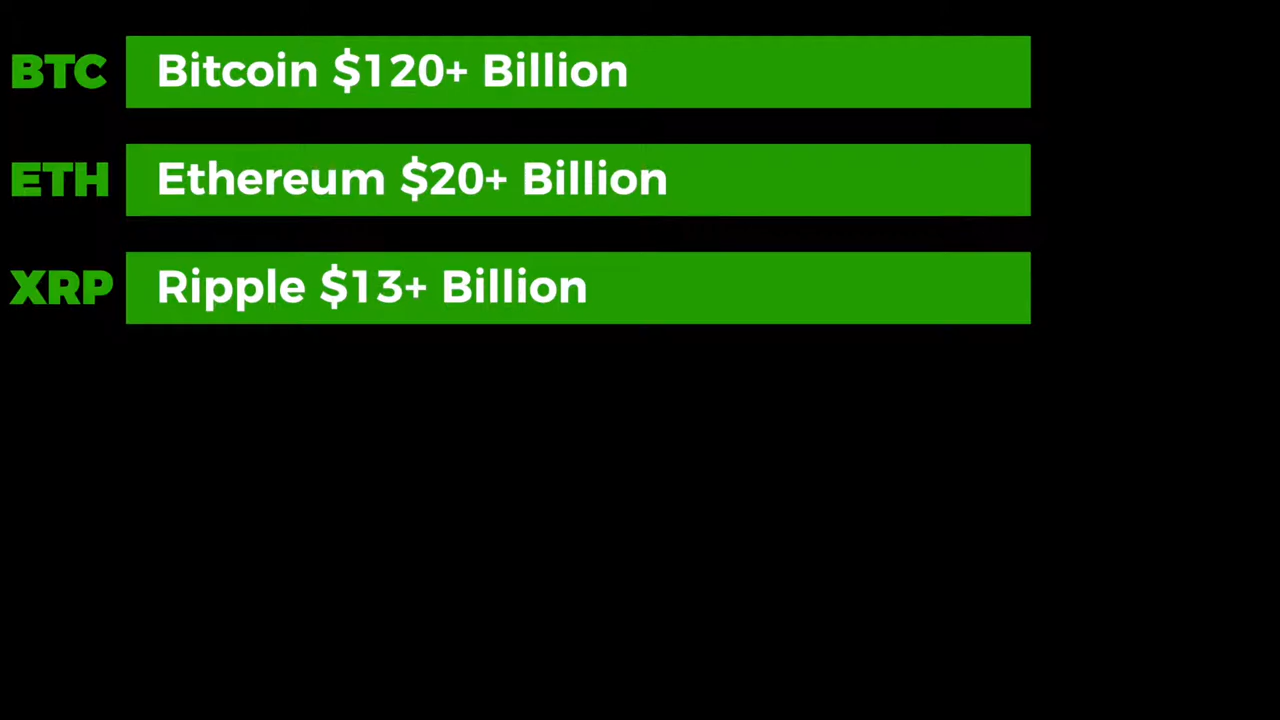 BTC Bitcoin $120+ Billion
ETH Ethereum $20+ Billion
XRP Ripple $13+ Billion